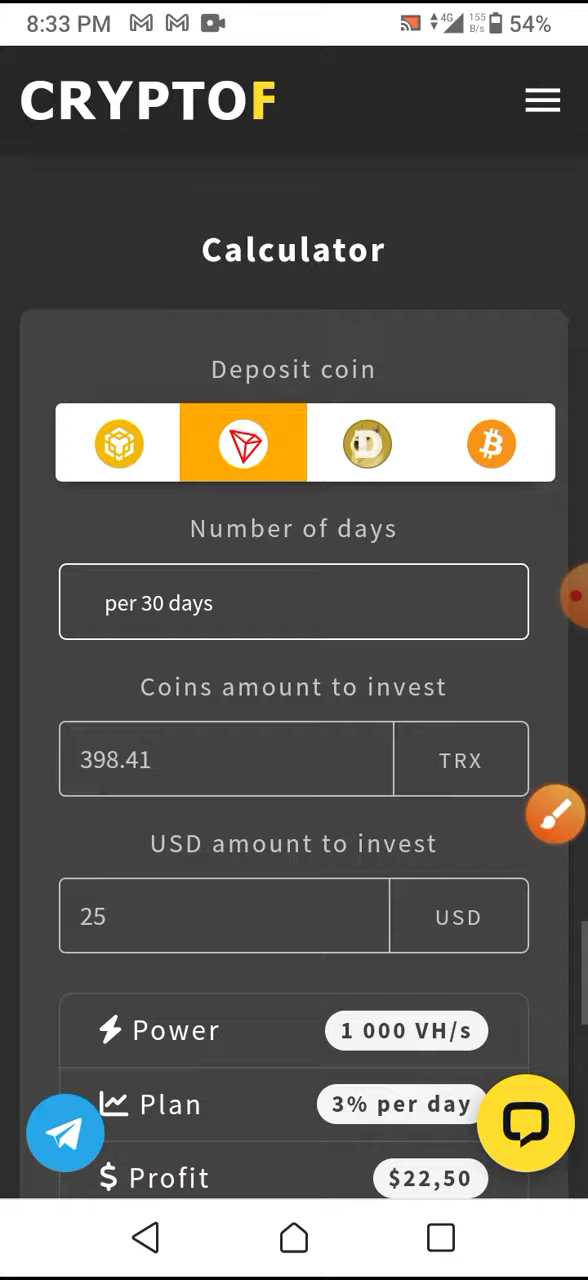 8:33 PM 4G 155 B/s 54%
CRYPTOF
Calculator
Deposit coin
Number of days
per 30 days
Coins amount to invest
398.41 TRX
USD amount to invest
25 USD
Power 1 000 VH/s
Plan 3% per day
$ Profit $22,50